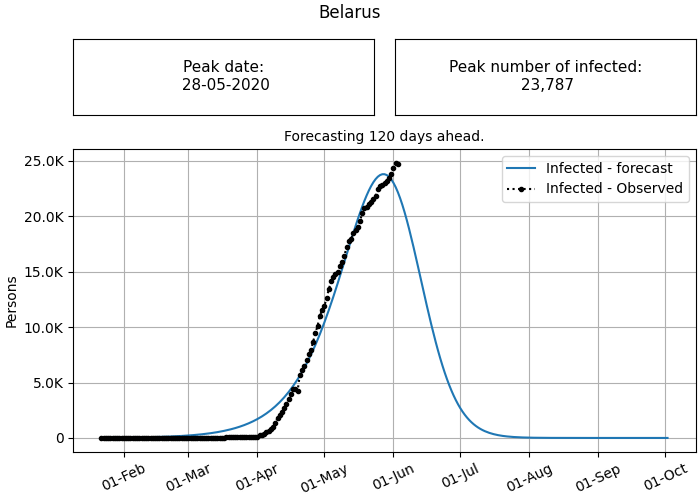 Belarus
Peak date:
28-05-2020
Peak number of infected:
23,787
Forecasting 120 days ahead.
25.0K
20.0K
15.0K
10.0K
5.0K
0
Persons
Infected - forecast
Infected - Observed
01-Feb
01-Mar
01-Apr
01-May
01-Jun
01-Jul
01-Aug
01-Sep
01-Oct